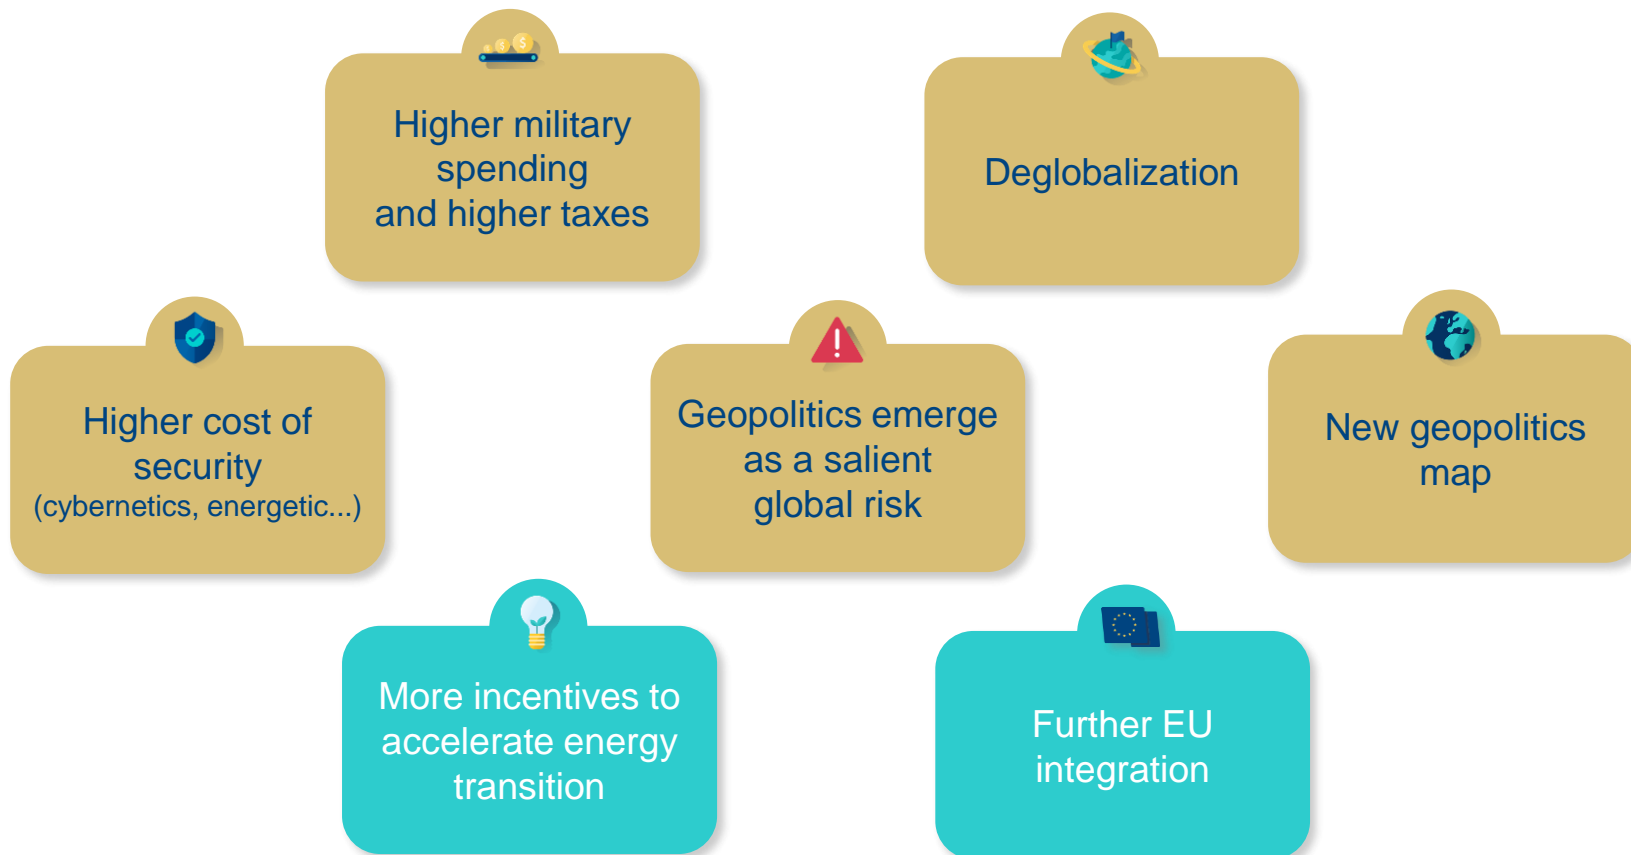 Higher military
spending
and higher taxes
Deglobalization
Higher cost of
security
(cybernetics, energetic...)
Geopolitics emerge
as a salient
global risk
New geopolitics
map
More incentives to
accelerate energy
transition
Further EU
integration